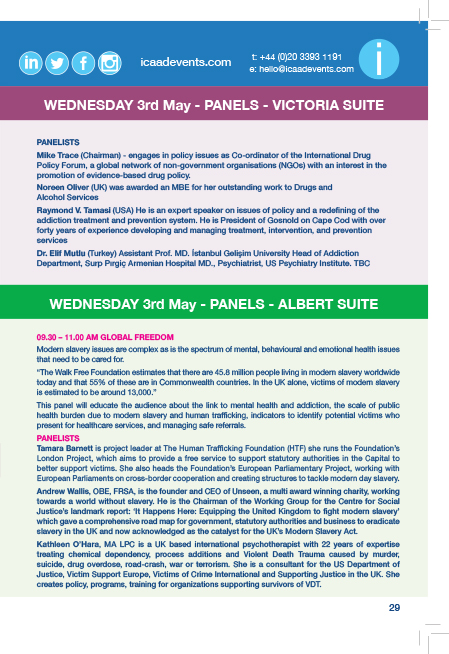 in f
icaadevents.com
t: +44 (0)20 3393 1191
e: hello@icaadevents.com
i
WEDNESDAY 3rd May - PANELS - VICTORIA SUITE
PANELISTS
Mike Trace (Chairman) - engages in policy issues as Co-ordinator of the International Drug
Policy Forum, a global network of non-government organisations (NGOs) with an interest in the
promotion of evidence-based drug policy.
Noreen Oliver (UK) was awarded an MBE for her outstanding work to Drugs and
Alcohol Services
Raymond V. Tamasi (USA) He is an expert speaker on issues of policy and a redefining of the
addiction treatment and prevention system. He is President of Gosnold on Cape Cod with over
forty years of experience developing and managing treatment, intervention, and prevention
services
Dr. Elif Mutlu (Turkey) Assistant Prof. MD. İstanbul Gelişim University Head of Addiction
Department, Surp Pırgiç Armenian Hospital MD., Psychiatrist, US Psychiatry Institute. TBC
WEDNESDAY 3rd May - PANELS - ALBERT SUITE
09.30 – 11.00 AM GLOBAL FREEDOM
Modern slavery issues are complex as is the spectrum of mental, behavioural and emotional health issues
that need to be cared for.
“The Walk Free Foundation estimates that there are 45.8 million people living in modern slavery worldwide
today and that 55% of these are in Commonwealth countries. In the UK alone, victims of modern slavery
is estimated to be around 13,000.”
This panel will educate the audience about the link to mental health and addiction, the scale of public
health burden due to modern slavery and human trafficking, indicators to identify potential victims who
present for healthcare services, and managing safe referrals.
PANELISTS
Tamara Barnett is project leader at The Human Trafficking Foundation (HTF) she runs the Foundation’s
London Project, which aims to provide a free service to support statutory authorities in the Capital to
better support victims. She also heads the Foundation’s European Parliamentary Project, working with
European Parliaments on cross-border cooperation and creating structures to tackle modern day slavery.
Andrew Wallis, OBE, FRSA, is the founder and CEO of Unseen, a multi award winning charity, working
towards a world without slavery. He is the Chairman of the Working Group for the Centre for Social
Justice’s landmark report: ‘It Happens Here: Equipping the United Kingdom to fight modern slavery’
which gave a comprehensive road map for government, statutory authorities and business to eradicate
slavery in the UK and now acknowledged as the catalyst for the UK’s Modern Slavery Act.
Kathleen O’Hara, MA LPC is a UK based international psychotherapist with 22 years of expertise
treating chemical dependency, process additions and Violent Death Trauma caused by murder,
suicide, drug overdose, road-crash, war or terrorism. She is a consultant for the US Department of
Justice, Victim Support Europe, Victims of Crime International and Supporting Justice in the UK. She
creates policy, programs, training for organizations supporting survivors of VDT.
29